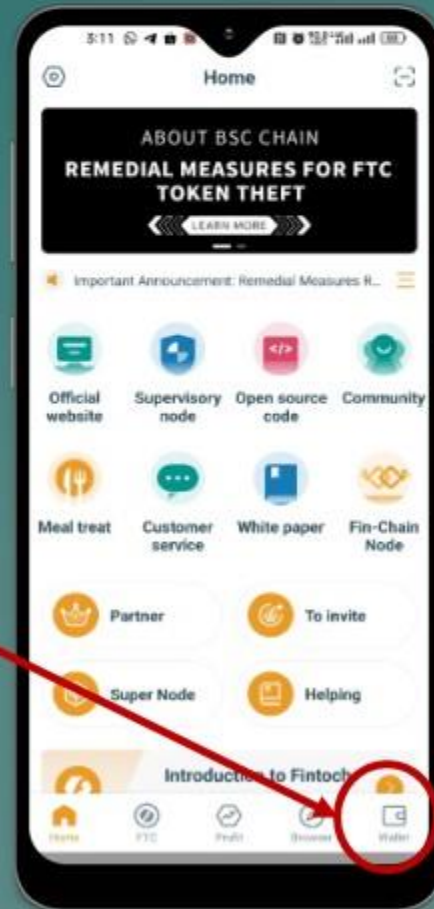 3:11
Home
ABOUT BSC CHAIN
REMEDIAL MEASURES FOR FTC
TOKEN THEFT
LEARN MORE
Important Announcement: Remedial Measures R...
Official
website
Supervisory
node
Open source
code
Community
Meal treat
Customer
service
White paper
Fin-Chain
Node
Partner
To invite
Super Node
Helping
Introduction to Fintoch
Home
FTC
Profit
Browser
Wallet